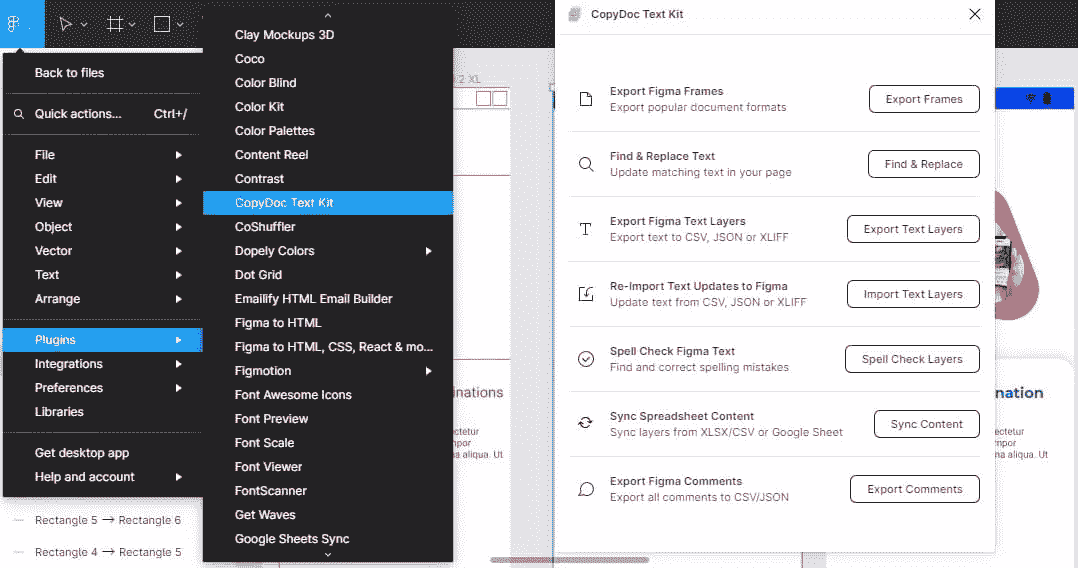 Back to files
Quick actions... Ctrl+/
File
Edit
View
Object
Vector
Text
Arrange
Plugins
Integrations
Preferences
Libraries
Get desktop app
Help and account
Rectangle 5 → Rectangle 6
Rectangle 4 → Rectangle 5
Clay Mockups 3D
Coco
Color Blind
Color Kit
Color Palettes
Content Reel
Contrast
CopyDoc Text Kit
CoShuffler
Dopely Colors
Dot Grid
Emailify HTML Email Builder
Figma to HTML
Figma to HTML, CSS, React & mo...
Figmotion
Font Awesome Icons
Font Preview
Font Scale
Font Viewer
FontScanner
Get Waves
Google Sheets Sync
/2 XL
inations
ectetur
mpor
na aliqua. Ut
CopyDoc Text Kit
Export Figma Frames
Export popular document formats
Export Frames
Find & Replace Text
Update matching text in your page
Find & Replace
Export Figma Text Layers
Export text to CSV, JSON or XLIFF
Export Text Layers
Re-Import Text Updates to Figma
Update text from CSV, JSON or XLIFF
Import Text Layers
Spell Check Figma Text
Find and correct spelling mistakes
Spell Check Layers
Sync Spreadsheet Content
Sync layers from XLSX/CSV or Google Sheet
Sync Content
Export Figma Comments
Export all comments to CSV/JSON
Export Comments
nation
ectetur
mpor
na aliqua. Ut